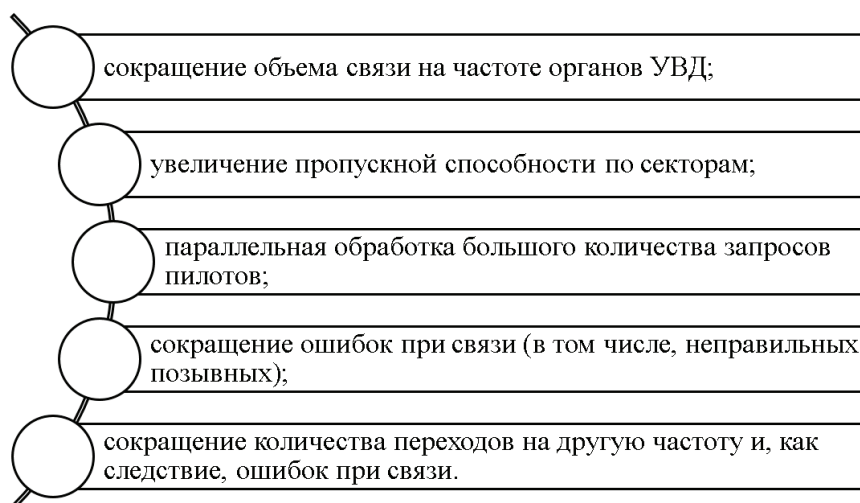 сокращение объема связи на частоте органов УВД;
увеличение пропускной способности по секторам;
параллельная обработка большого количества запросов
пилотов;
сокращение ошибок при связи (в том числе, неправильных
позывных);
сокращение количества переходов на другую частоту и, как
следствие, ошибок при связи.